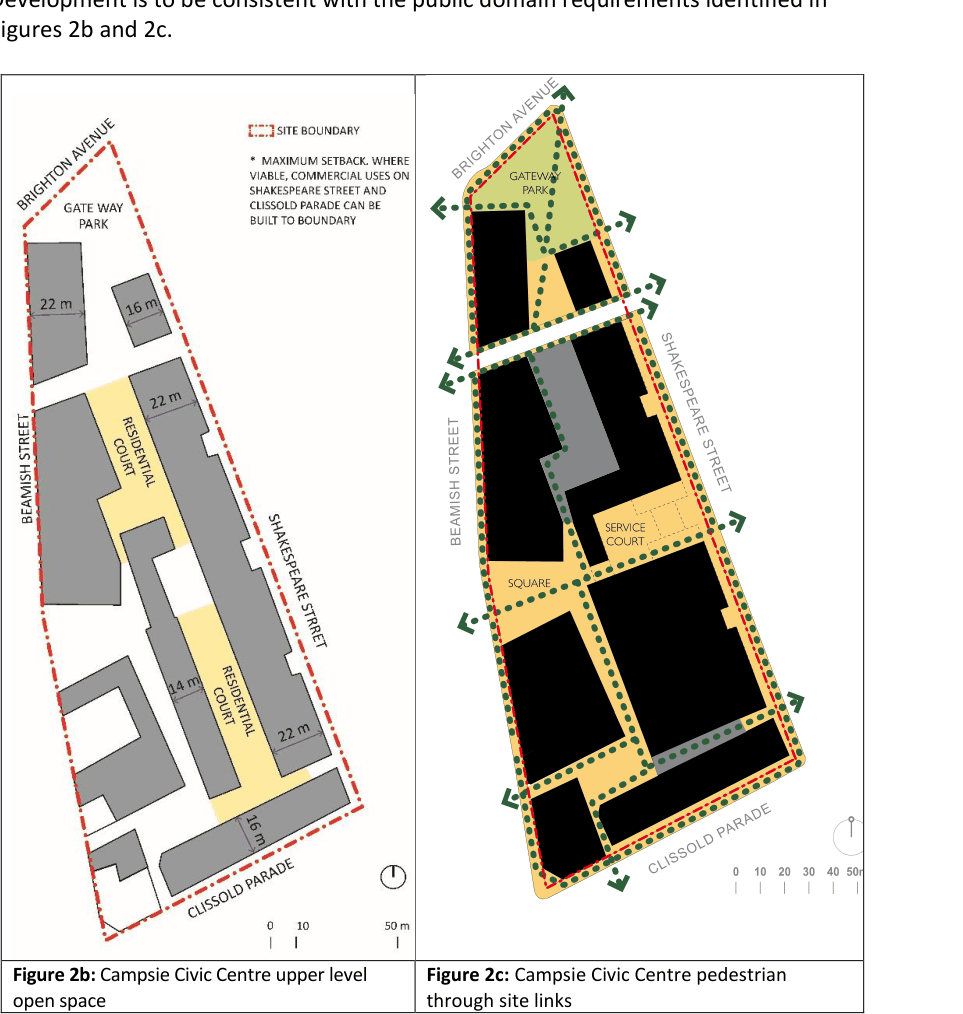 Development is to be consistent with the public domain requirements identified in
igures 2b and 2c.
BRIGHTON AVENUE
SITE BOUNDARY
* MAXIMUM SETBACK. WHERE
VIABLE, COMMERCIAL USES ON
SHAKESPEARE STREET AND
CLISSOLD PARADE CAN BE
BUILT TO BOUNDARY
GATE WAY
PARK
22 m
16 m
22 m
RESIDENTIAL
COURT
BEAMISH STREET
SHAKESPEARE STRRET
14 m
RESIDENTIAL
COURT
22 m
16 m
CLISSOLD PARADE
0 10 50 m
BRIGHTON AVENUE
GATEWAY
PARK
SHAKESPEARE STREET
BEAMISH STREET
SERVICE
COURT
SQUARE
CLISSOLD PARADE
0 10 20 30 40 50m
Figure 2b: Campsie Civic Centre upper level
open space
Figure 2c: Campsie Civic Centre pedestrian
through site links